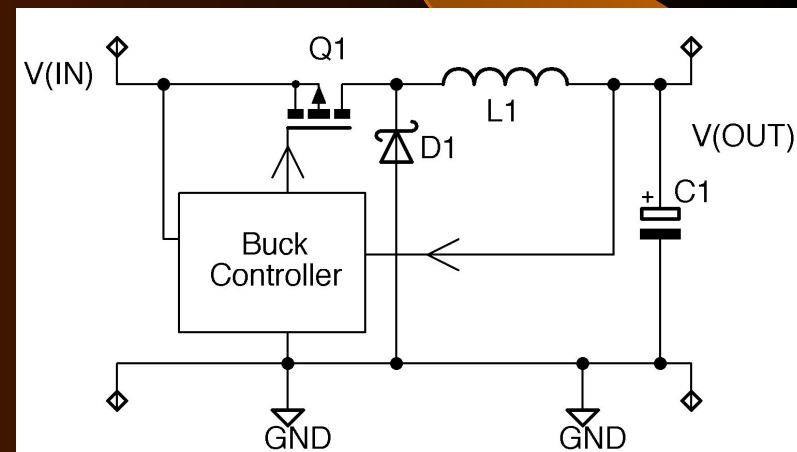 Q1
V(IN)
L1
V(OUT)
D1
+ C1
Buck
Controller
GND
GND